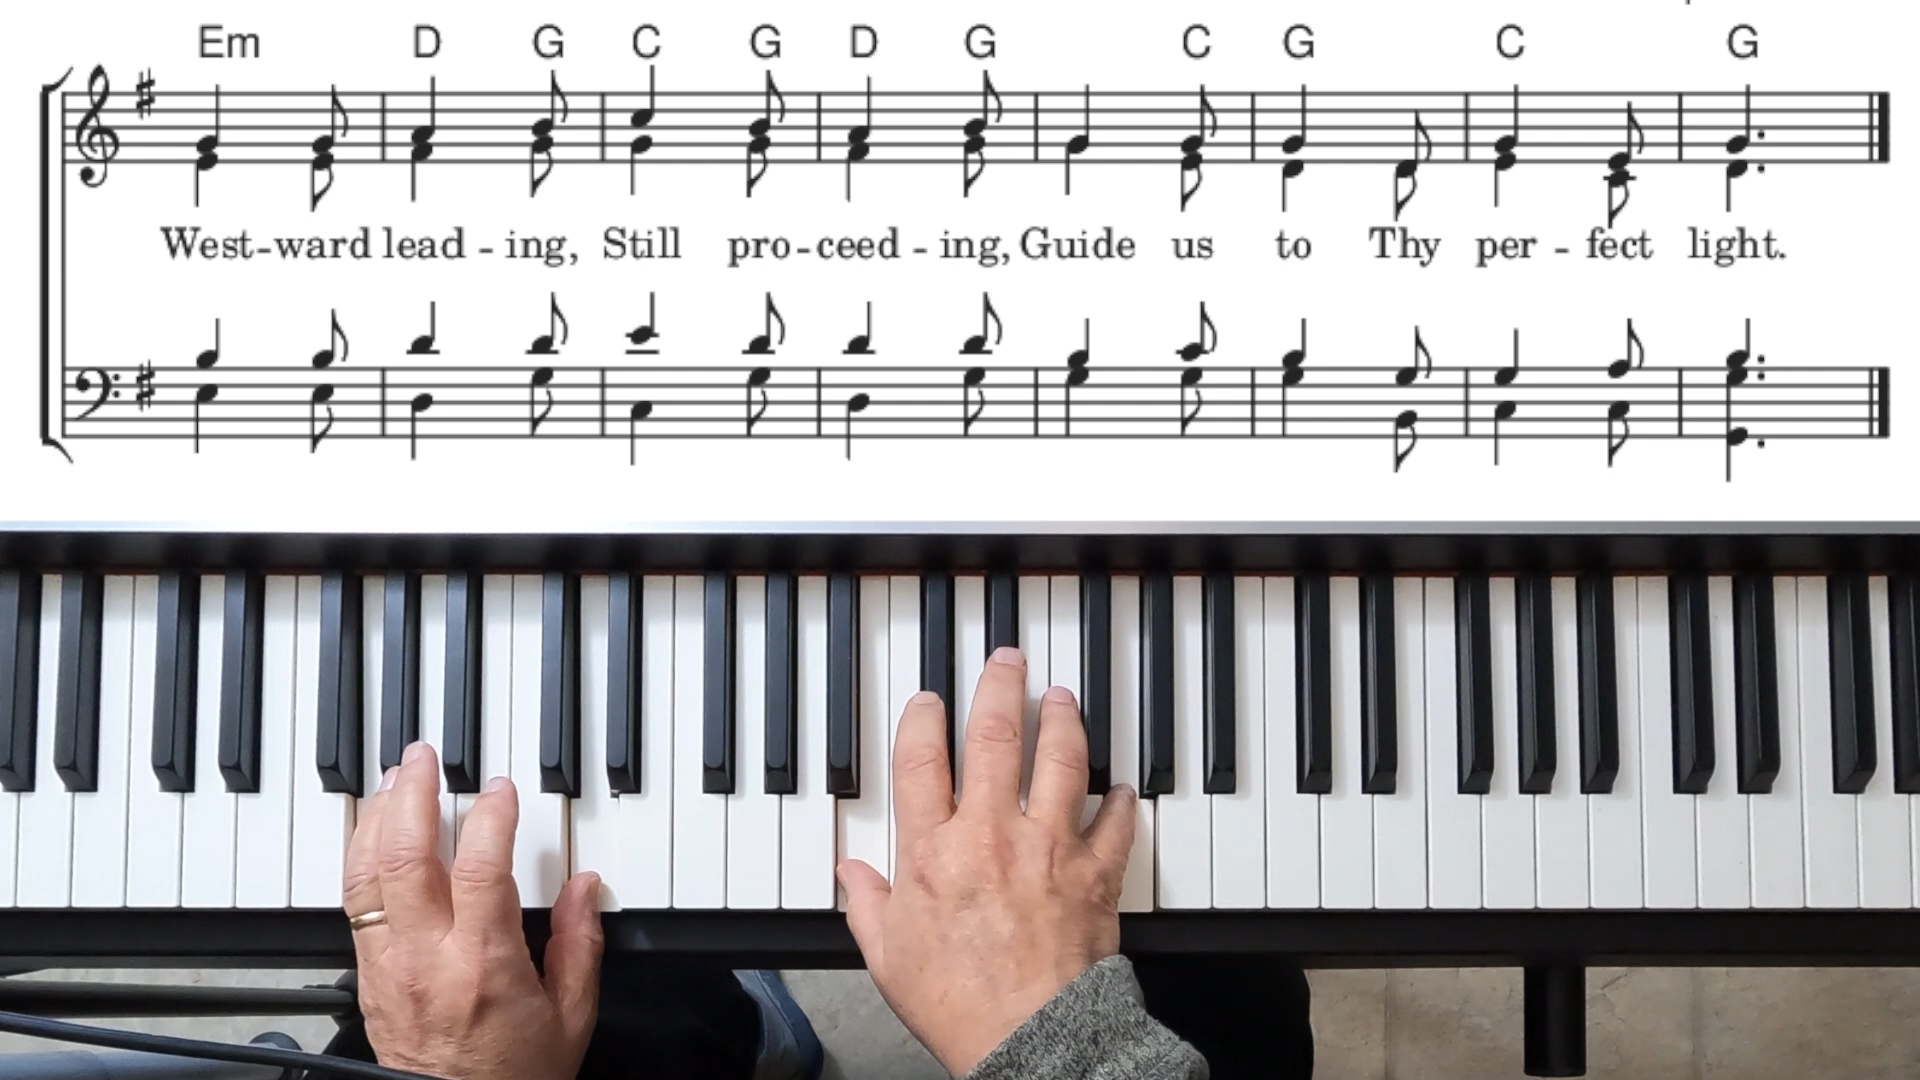 Em D G C G D G C G C G
West-ward lead - ing, Still pro-ceed - ing, Guide us to Thy per - fect light.